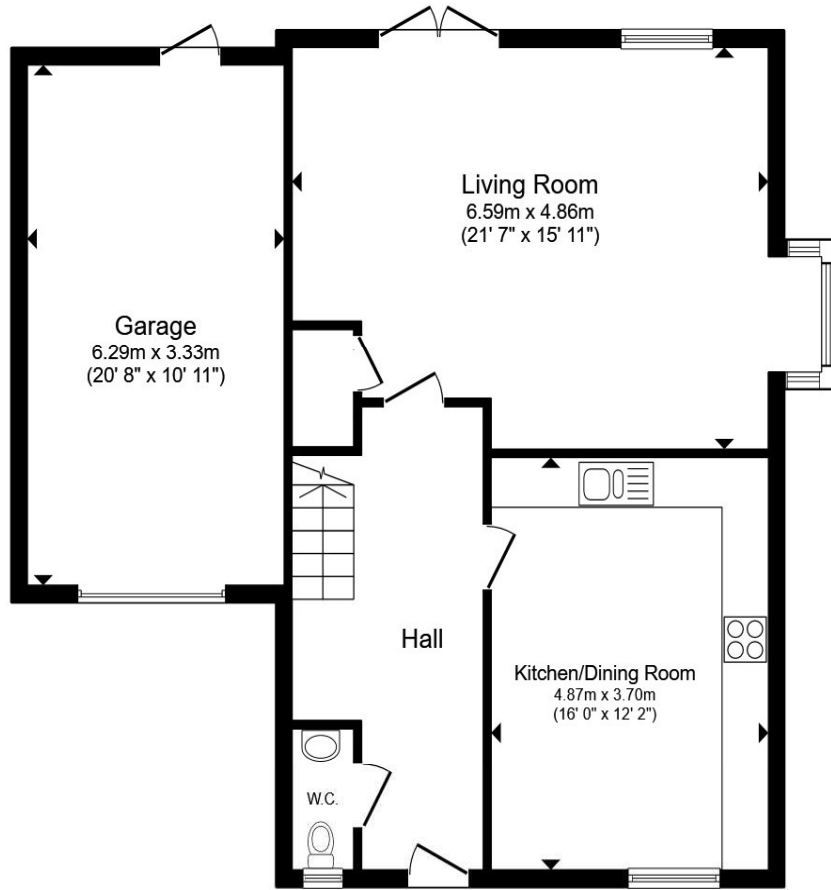 Living Room
6.59m x 4.86m
(21' 7" x 15' 11")
Garage
6.29m x 3.33m
(20' 8" x 10' 11")
Hall
Kitchen/Dining Room
4.87m x 3.70m
(16' 0" x 12' 2")
W.C.